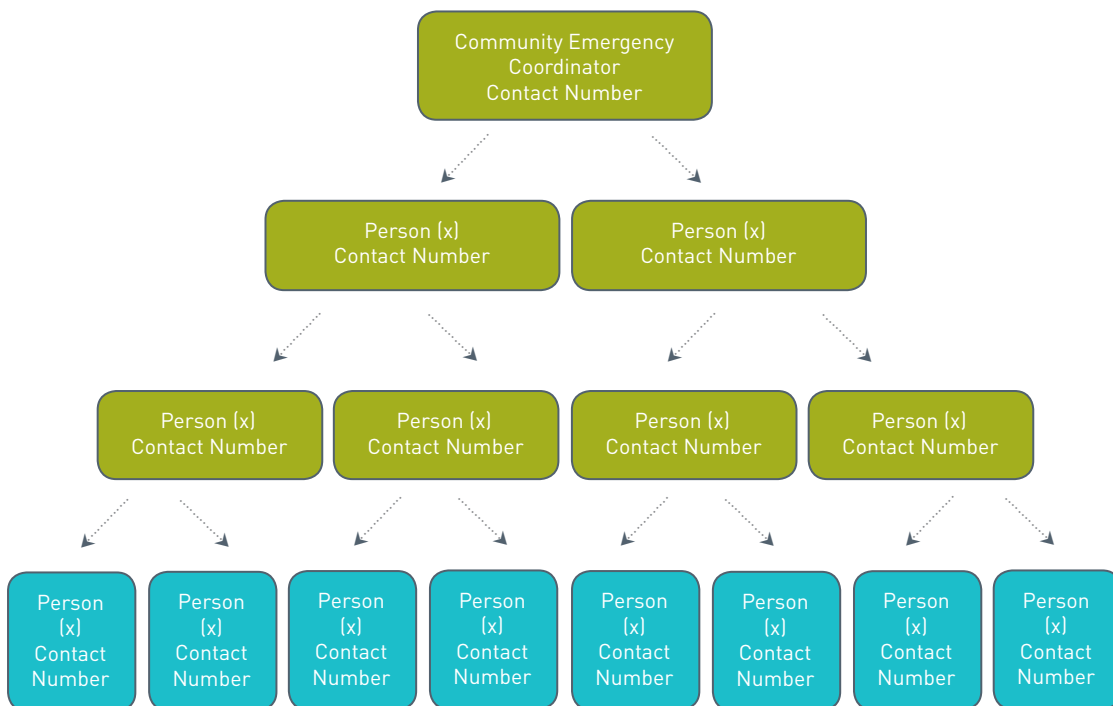 Community Emergency
Coordinator
Contact Number
Person (x)
Contact Number
Person (x)
Contact Number
Person (x)
Contact Number
Person (x)
Contact Number
Person (x)
Contact Number
Person (x)
Contact Number
Person
(x)
Contact
Number
Person
(x)
Contact
Number
Person
(x)
Contact
Number
Person
(x)
Contact
Number
Person
(x)
Contact
Number
Person
(x)
Contact
Number
Person
(x)
Contact
Number
Person
(x)
Contact
Number